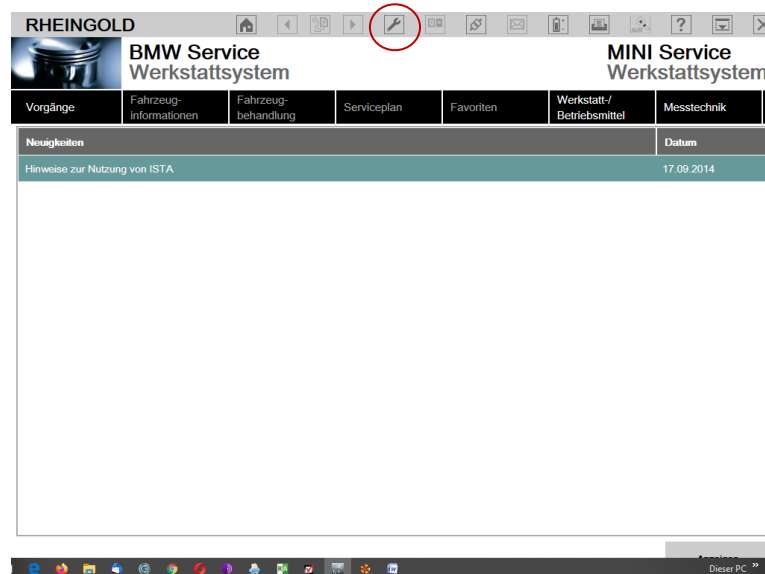 RHEINGOLD
AIR
?
BMW Service
Werkstattsystem
MINI Service
Werkstattsystem
Vorgänge
Fahrzeug-
informationen
Fahrzeug-
behandlung
Serviceplan
Favoriten
Werkstatt-/
Betriebsmittel
Messtechnik
Neuigkeiten
Datum
Hinweise zur Nutzung von ISTA
17.09.2014
Dieser PC »